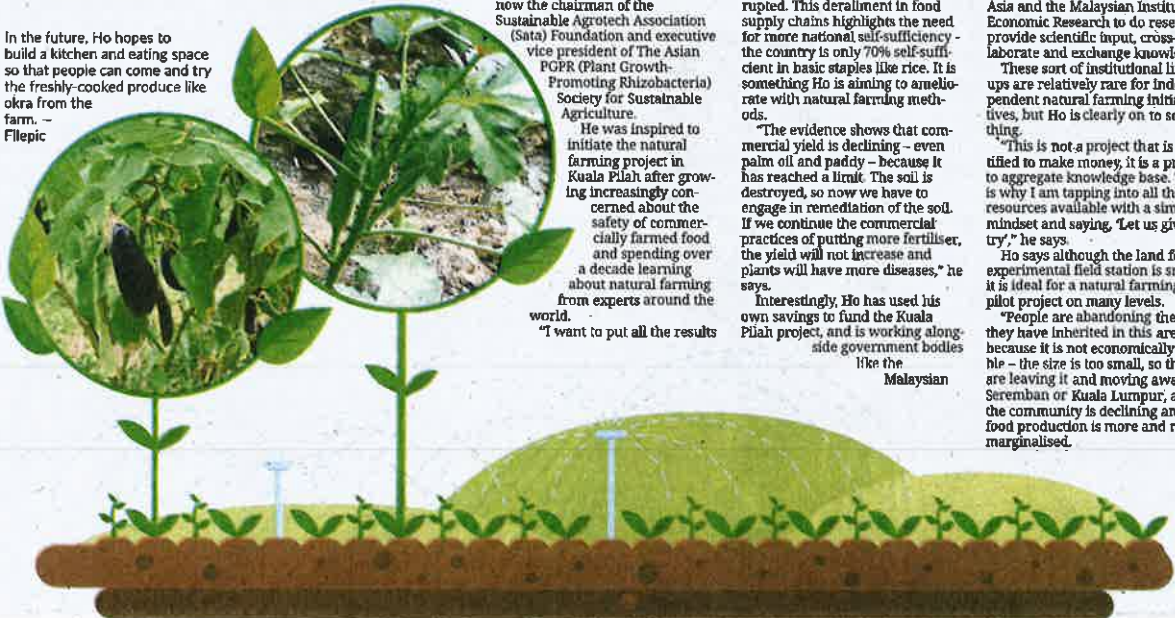 In the future, Ho hopes to
build a kitchen and eating space
so that people can come and try
the freshly-cooked produce like
okra from the
farm. –
Filepic
now the chairman of the
Sustainable Agrotech Association
(Sata) Foundation and executive
vice president of The Asian
PGPR (Plant Growth-
Promoting Rhizobacteria)
Society for Sustainable
Agriculture.
He was inspired to
initiate the natural
farming project in
Kuala Pilah after grow-
ing increasingly con-
cerned about the
safety of commer-
cially farmed food
and spending over
a decade learning
about natural farming
from experts around the
world.
"I want to put all the results
rupted. This derailment in food
supply chains highlights the need
for more national self-sufficiency –
the country is only 70% self-suffi-
cient in basic staples like rice. It is
something Ho is aiming to amelio-
rate with natural farming meth-
ods.
"The evidence shows that com-
mercial yield is declining – even
palm oil and paddy – because it
has reached a limit. The soil is
destroyed, so now we have to
engage in remediation of the soil.
If we continue the commercial
practices of putting more fertiliser,
the yield will not increase and
plants will have more diseases," he
says.
Interestingly, Ho has used his
own savings to fund the Kuala
Pilah project, and is working along-
side government bodies
like the
Malaysian
Asia and the Malaysian Institu
Economic Research to do rese
provide scientific input, cross-
laborate and exchange knowl
These sort of institutional li
ups are relatively rare for ind
pendent natural farming initi
tives, but Ho is clearly on to so
thing.
"This is not a project that is
tified to make money, it is a p
to aggregate knowledge base.
is why I am tapping into all th
resources available with a sim
mindset and saying, 'Let us giv
try'," he says.
Ho says although the land f
experimental field station is s
it is ideal for a natural farming
pilot project on many levels.
"People are abandoning the
they have inherited in this are
because it is not economically
ble – the size is too small, so th
are leaving it and moving awa
Seremban or Kuala Lumpur, a
the community is declining an
food production is more and m
marginalised.